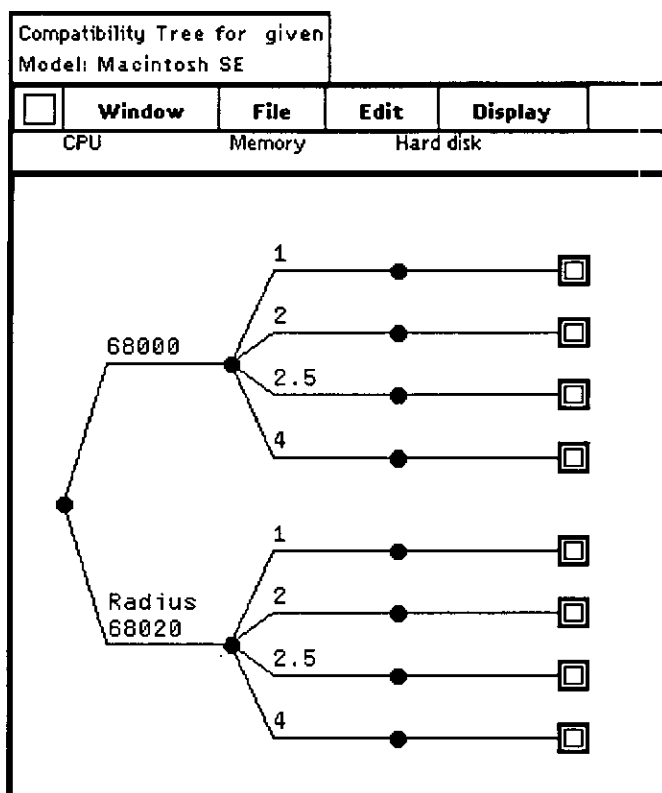 Compatibility Tree for given
Model: Macintosh SE
Window File Edit Display
CPU Memory Hard disk
1
2
68000
2.5
4
1
Radius
2
68020
2.5
4